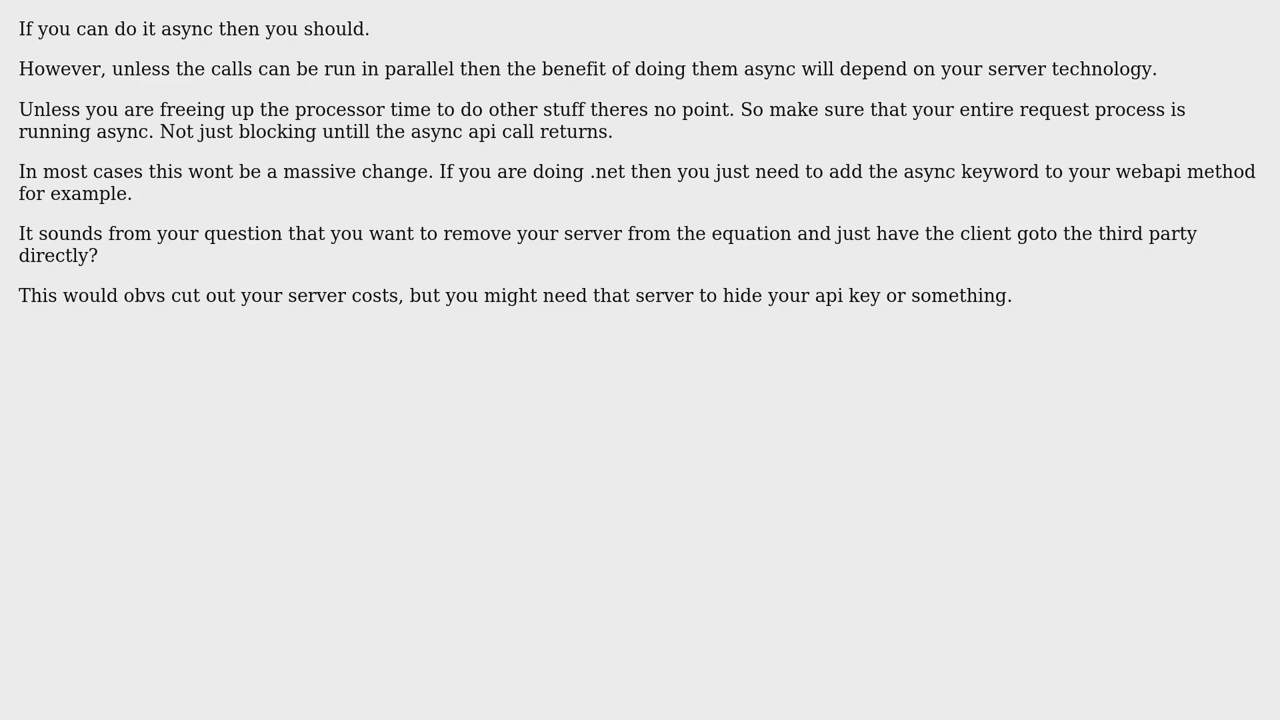 If you can do it async then you should.
However, unless the calls can be run in parallel then the benefit of doing them async will depend on your server technology.
Unless you are freeing up the processor time to do other stuff theres no point. So make sure that your entire request process is
running async. Not just blocking untill the async api call returns.
In most cases this wont be a massive change. If you are doing .net then you just need to add the async keyword to your webapi method
for example.
It sounds from your question that you want to remove your server from the equation and just have the client goto the third party
directly?
This would obvs cut out your server costs, but you might need that server to hide your api key or something.